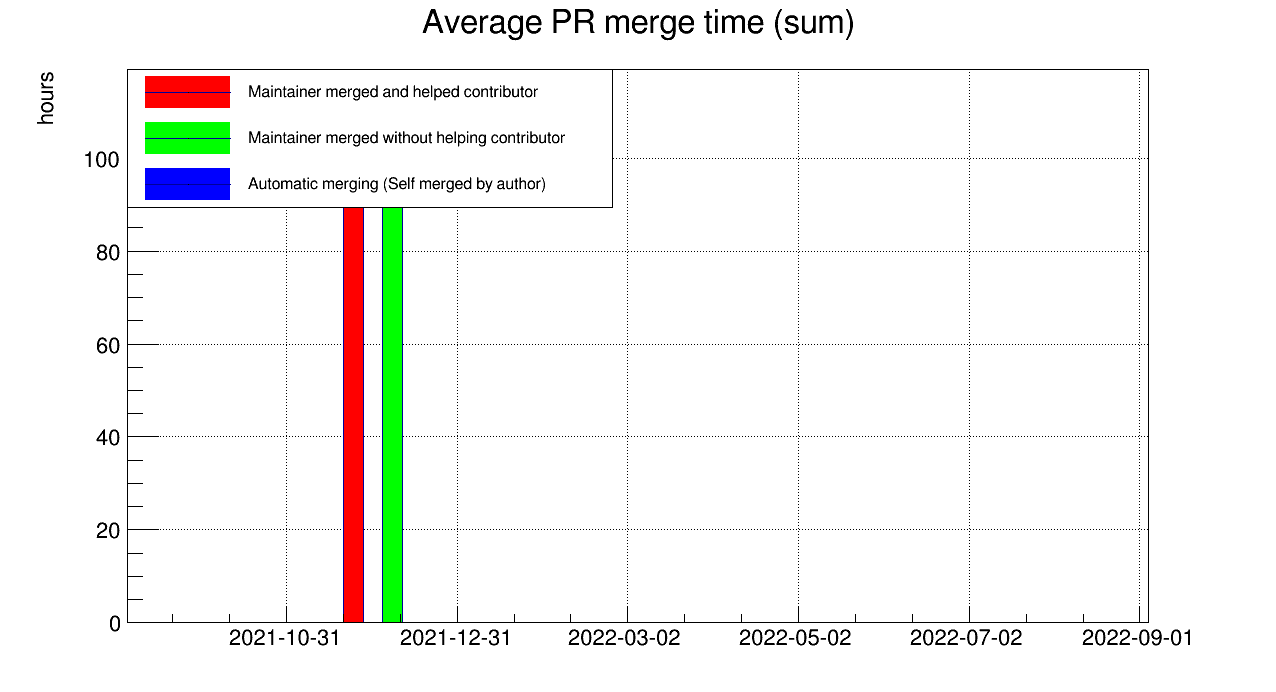 Average PR merge time (sum)
hours
Maintainer merged and helped contributor
Maintainer merged without helping contributor
Automatic merging (Self merged by author)
100
80
60
40
20
0
2021-10-31 2021-12-31 2022-03-02 2022-05-02 2022-07-02 2022-09-01